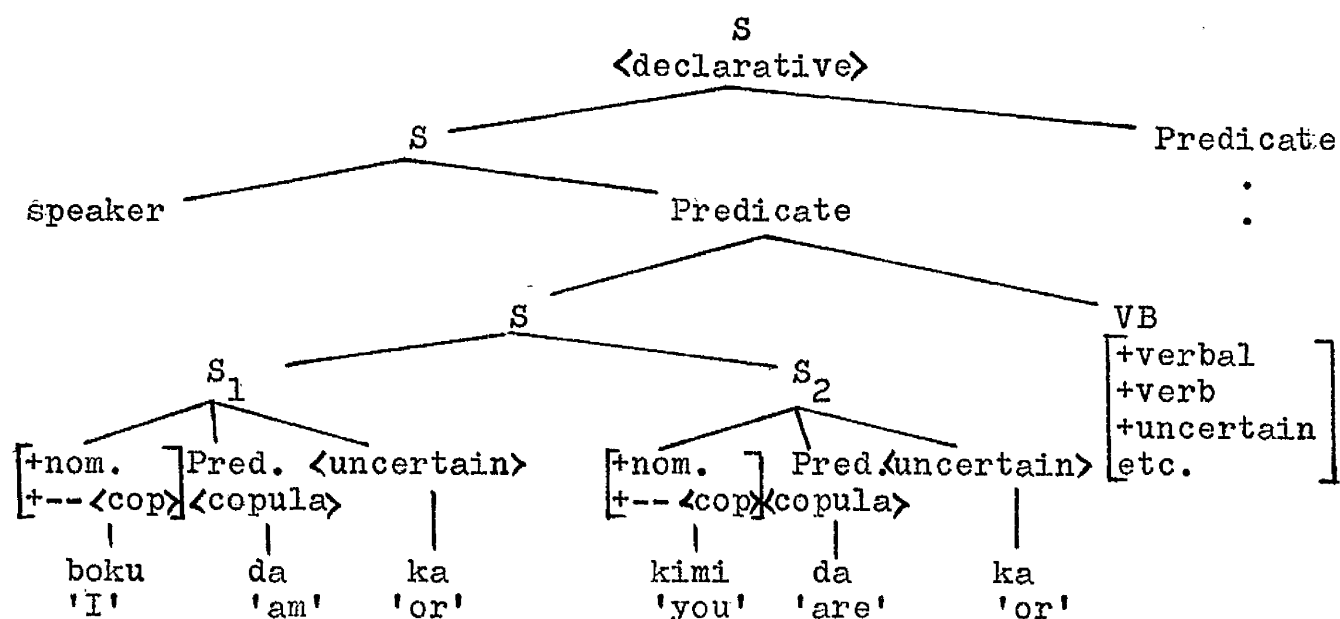 S
<declarative>
S Predicate
speaker Predicate
S VB
S1 S2 [+verbal
+verb
+uncertain
[+nom. Pred. <uncertain> [+nom. Pred.<uncertain> etc.]
+--<cop>] <copula> +--<cop>]<copula>
boku da ka kimi da ka
'I' 'am' 'or' 'you' 'are' 'or'